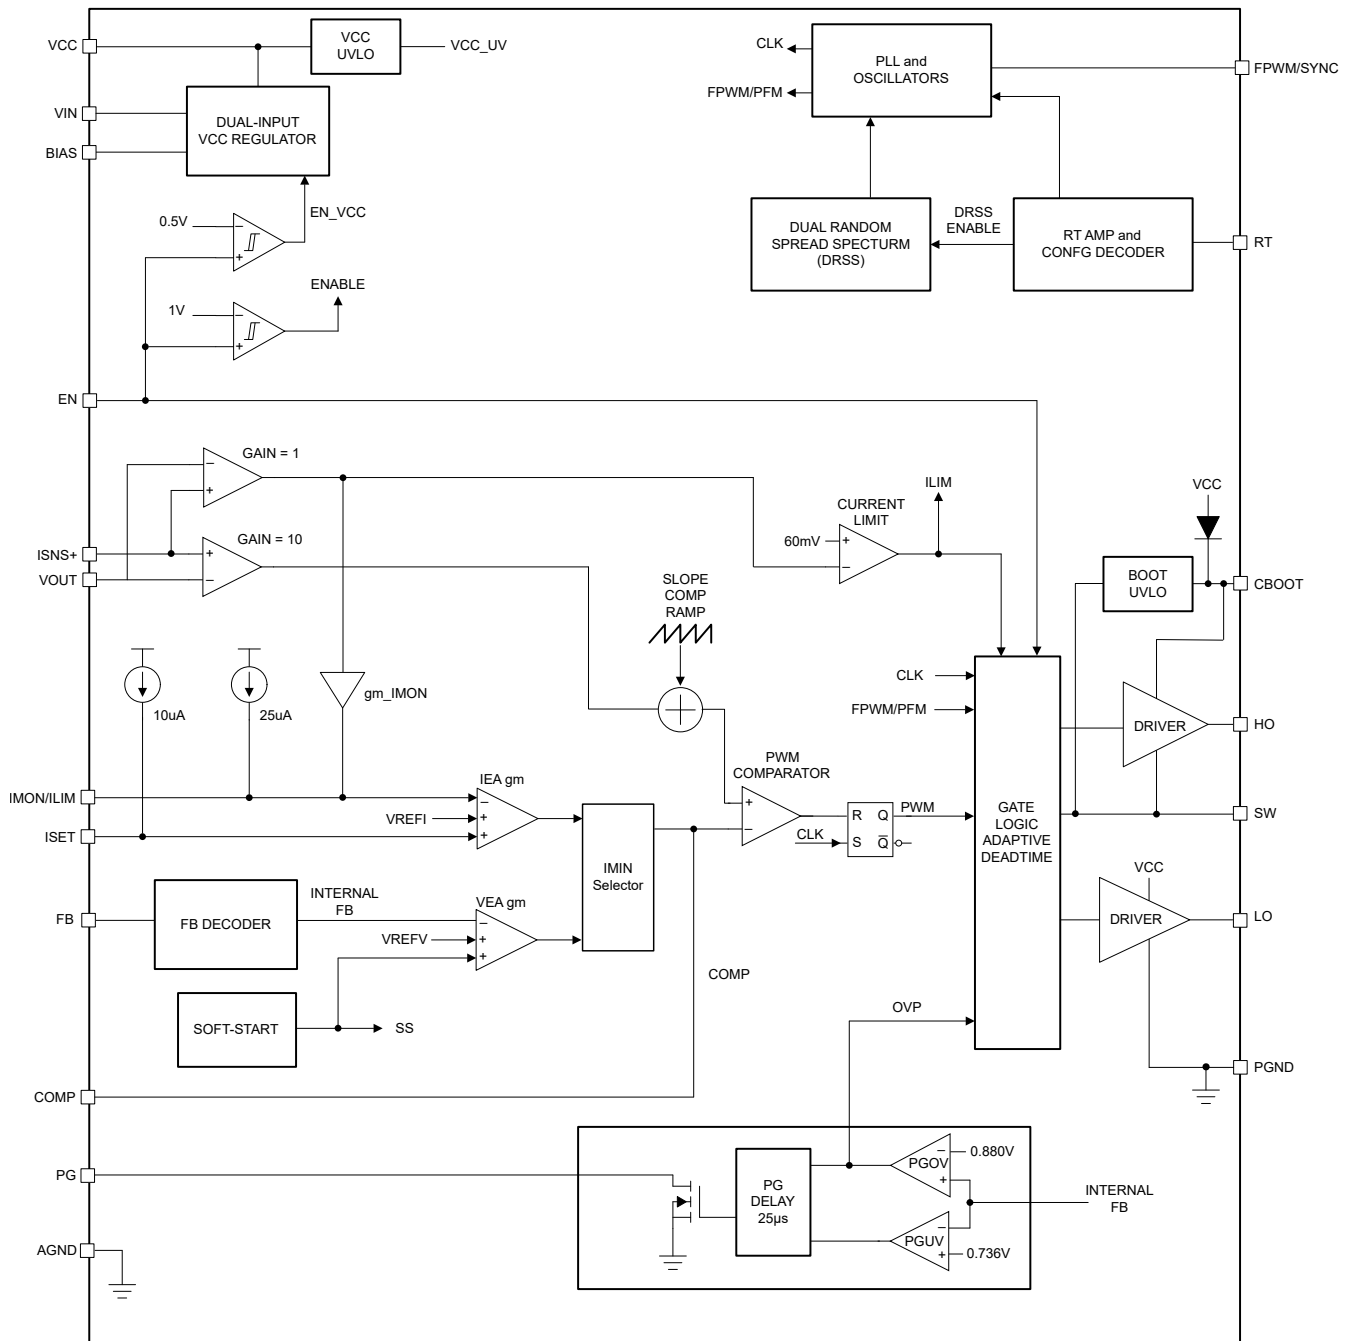 VCC
VCC
UVLO
VCC_UV
VIN
BIAS
DUAL-INPUT
VCC REGULATOR
EN_VCC
0.5V
−
+
ENABLE
1V
−
+
EN
CLK
FPWM/PFM
PLL and
OSCILLATORS
FPWM/SYNC
DUAL RANDOM
SPREAD SPECTURM
(DRSS)
DRSS
ENABLE
RT AMP and
CONFG DECODER
RT
GAIN = 1
−
+
GAIN = 10
+
−
ISNS+
VOUT
CURRENT
LIMIT
60mV
+
−
ILIM
VCC
BOOT
UVLO
CBOOT
SLOPE
COMP
RAMP
10uA
25uA
gm_IMON
CLK
FPWM/PFM
DRIVER
HO
IMON/ILIM
ISET
IEA gm
−
+
+
VREFI
IMIN
Selector
PWM
COMPARATOR
+
−
R
Q
S
Q
CLK
PWM
GATE
LOGIC
ADAPTIVE
DEADTIME
SW
FB
FB DECODER
INTERNAL
FB
VEA gm
−
+
+
VREFV
VCC
DRIVER
LO
SOFT-START
SS
COMP
OVP
COMP
PGND
PG
PG
DELAY
25µs
PGOV
−
+
0.880V
PGUV
−
+
0.736V
INTERNAL
FB
AGND